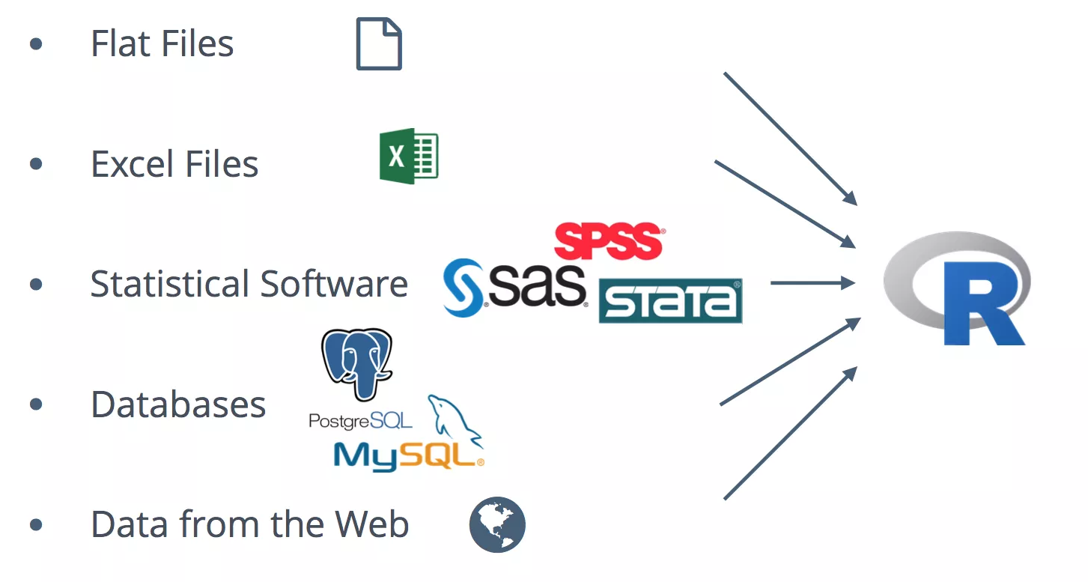 Flat Files
X
Excel Files
SPSS®
Statistical Software
sas®
STATA®
PostgreSQL
Databases
MySQL®
Data from the Web
R